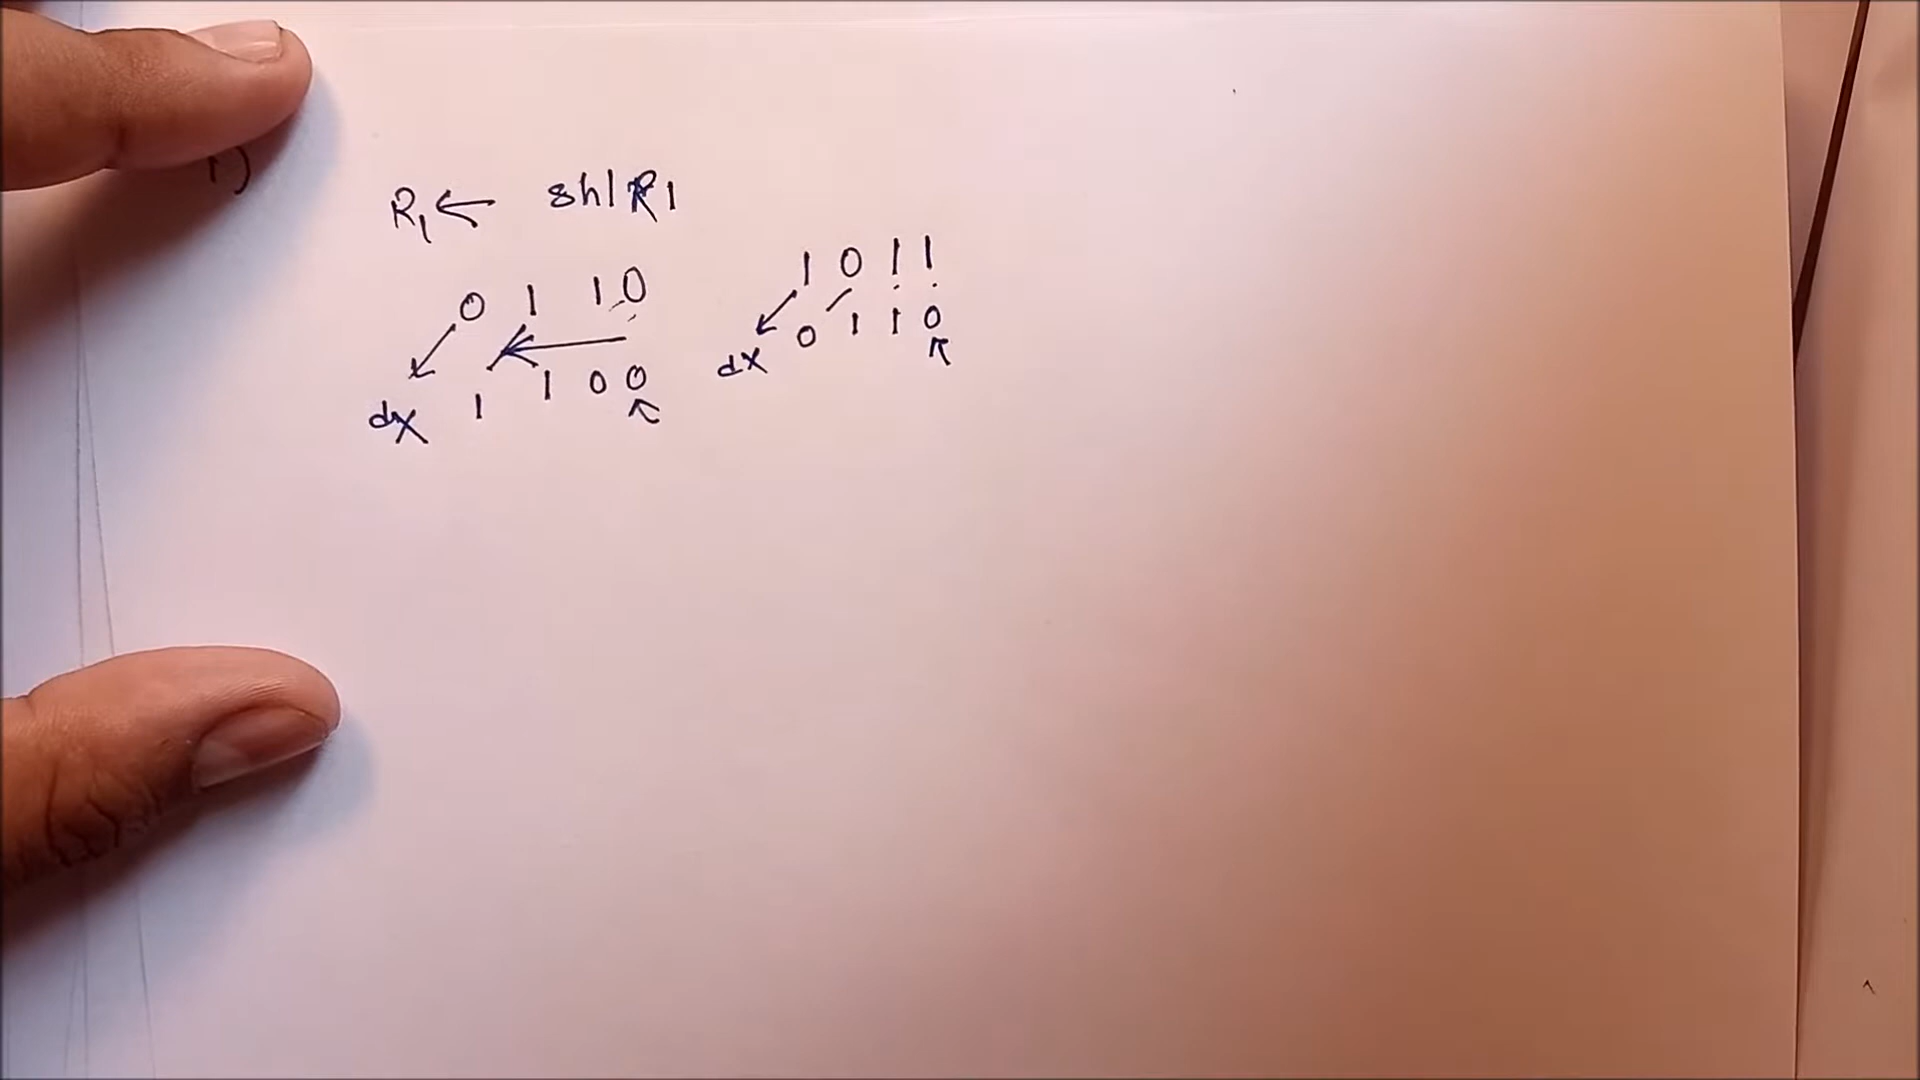 R1 ← shl R1
0 1 1 0
1 0 1 1
dx 1 1 0 0
dx 0 1 1 0